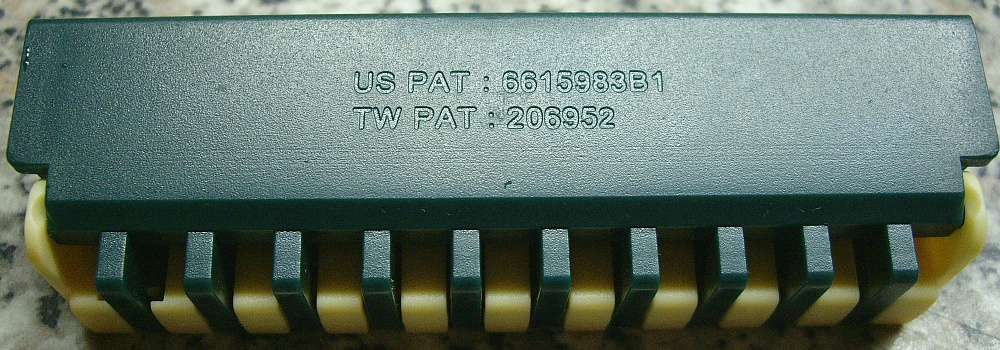 US PAT : 6615983B1
TW PAT : 206952